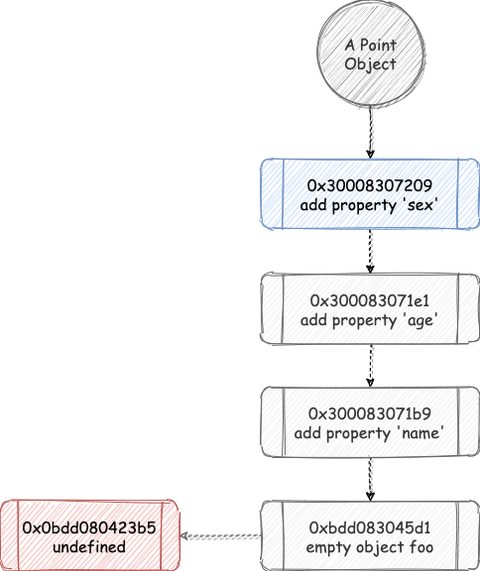 A Point
Object
0x30008307209
add property 'sex'
0x300083071e1
add property 'age'
0x300083071b9
add property 'name'
0x0bdd080423b5
undefined
0xbdd083045d1
empty object foo